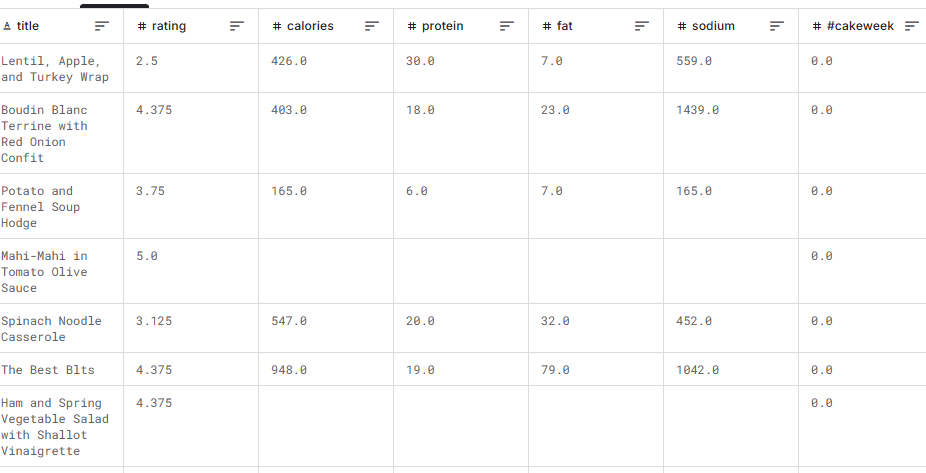 title # rating # calories # protein # fat # sodium # #cakeweek
Lentil, Apple, 2.5 426.0 30.0 7.0 559.0 0.0
and Turkey Wrap
Boudin Blanc 4.375 403.0 18.0 23.0 1439.0 0.0
Terrine with
Red Onion
Confit
Potato and 3.75 165.0 6.0 7.0 165.0 0.0
Fennel Soup
Hodge
Mahi-Mahi in 5.0 0.0
Tomato Olive
Sauce
Spinach Noodle 3.125 547.0 20.0 32.0 452.0 0.0
Casserole
The Best Blts 4.375 948.0 19.0 79.0 1042.0 0.0
Ham and Spring 4.375 0.0
Vegetable Salad
with Shallot
Vinaigrette